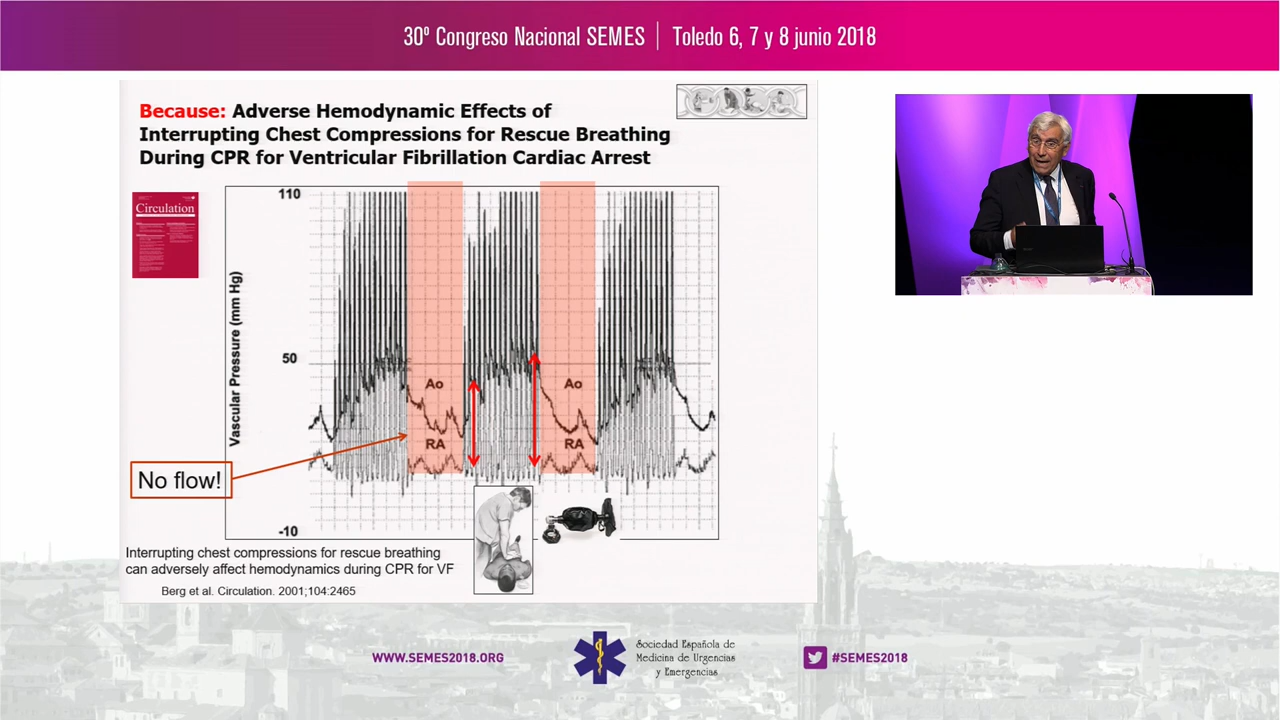 30º Congreso Nacional SEMES | Toledo 6, 7 y 8 junio 2018
Because: Adverse Hemodynamic Effects of
Interrupting Chest Compressions for Rescue Breathing
During CPR for Ventricular Fibrillation Cardiac Arrest
Circulation
Vascular Pressure (mm Hg)
110
50
-10
Ao
Ao
RA
RA
No flow!
Interrupting chest compressions for rescue breathing
can adversely affect hemodynamics during CPR for VF
Berg et al. Circulation. 2001;104:2465
WWW.SEMES2018.ORG
Sociedad Española de
Medicina de Urgencias
y Emergencias
#SEMES2018